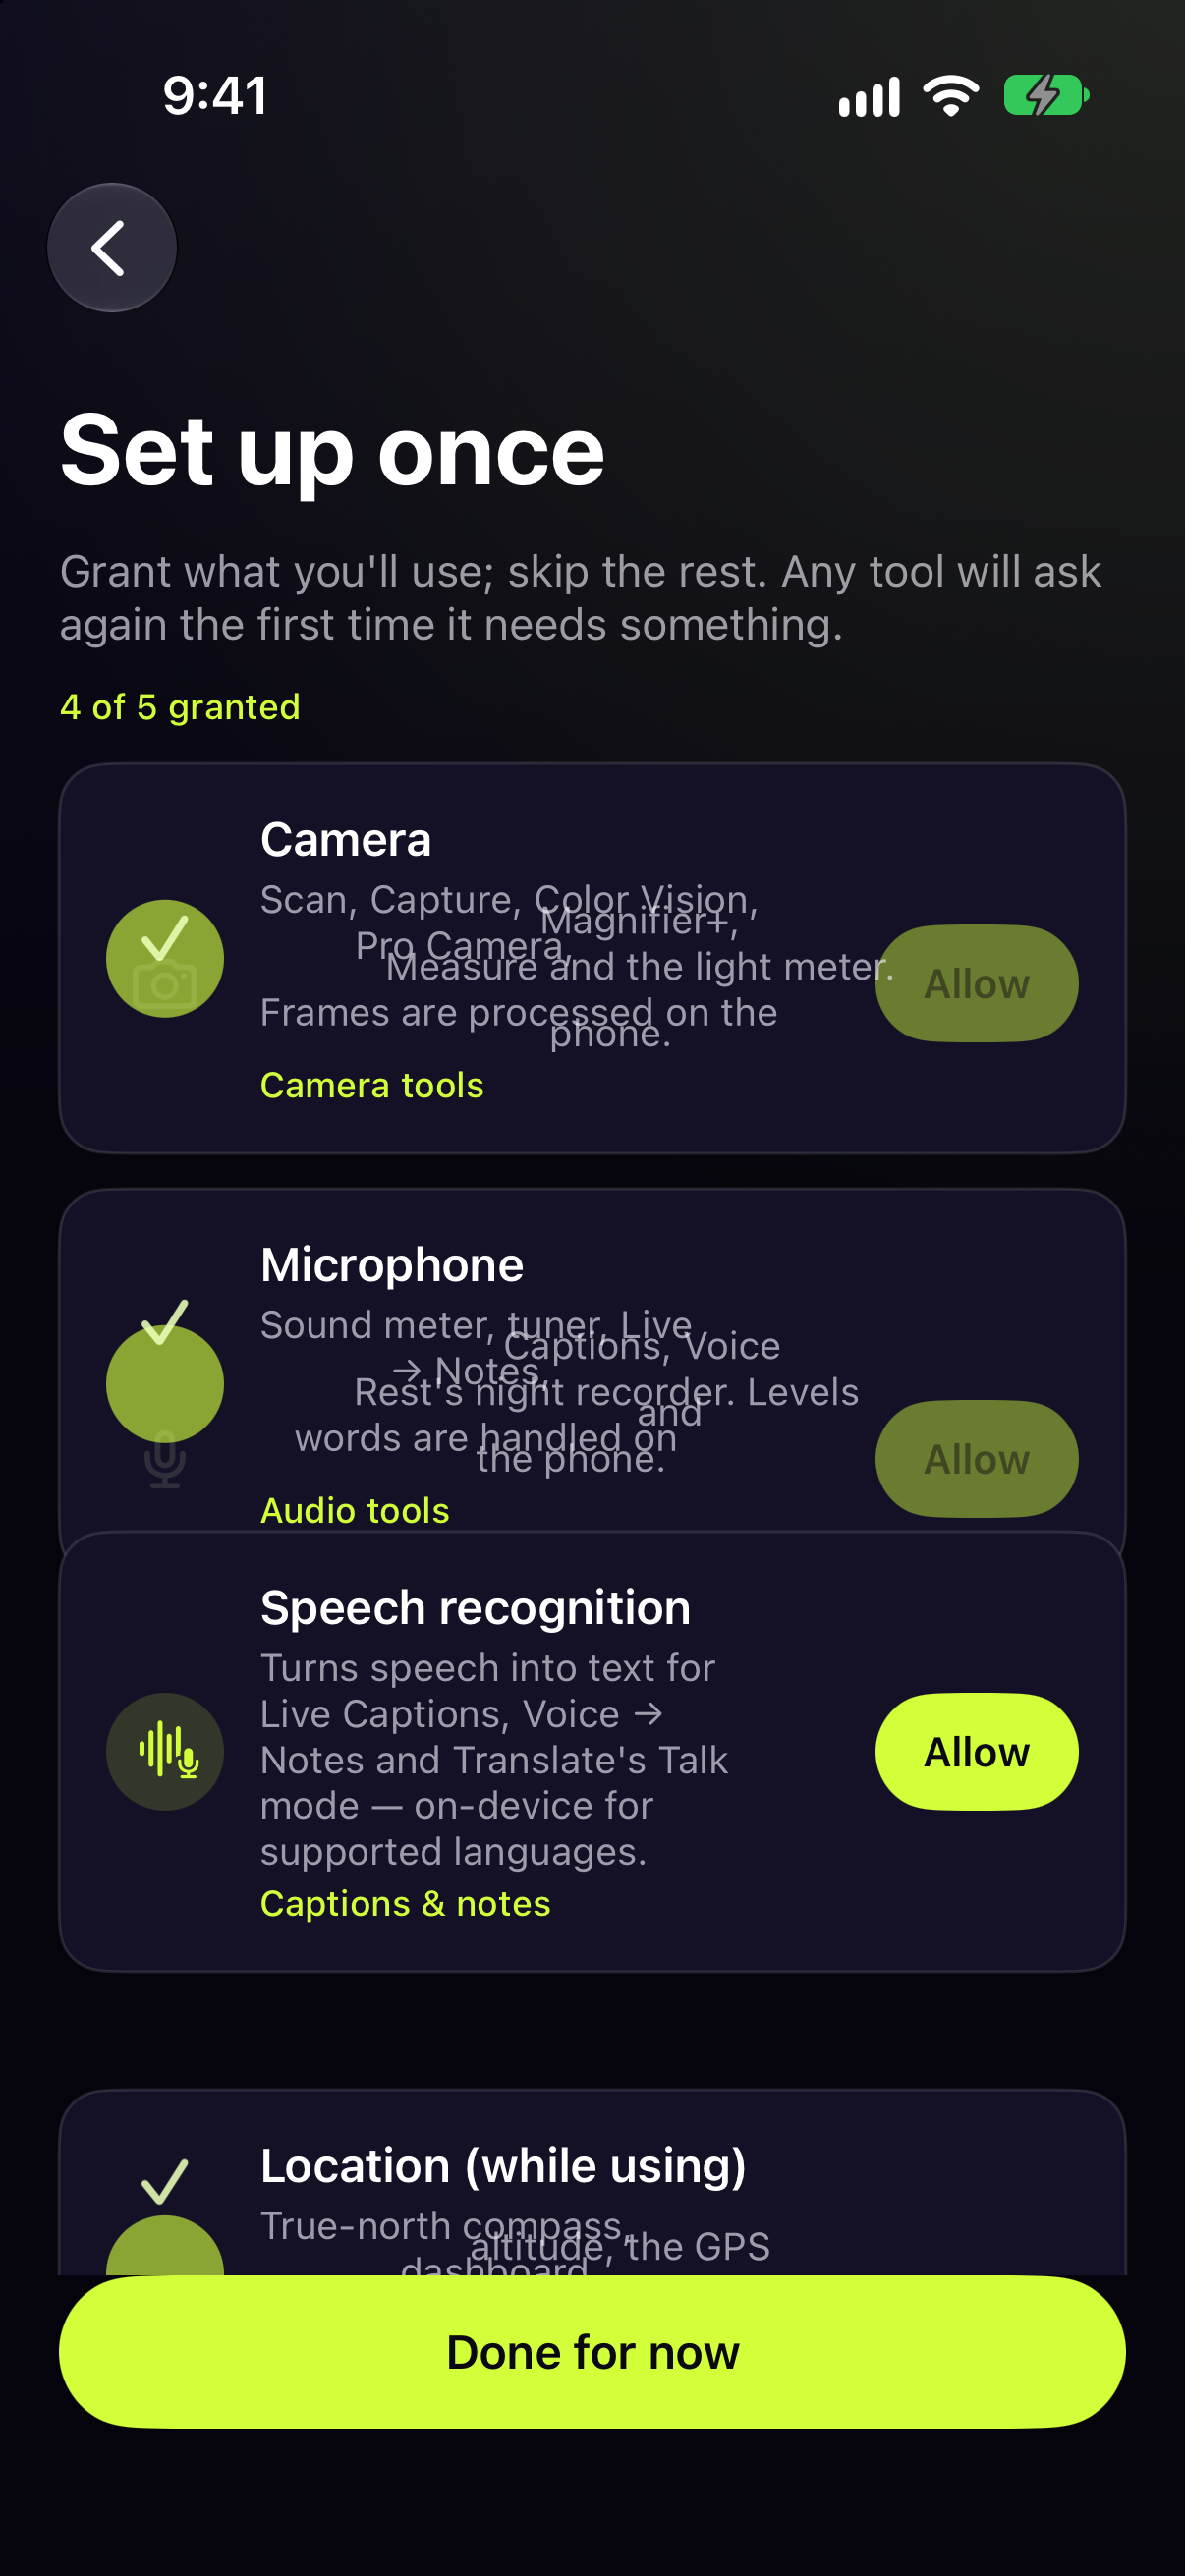 9:41
Set up once
Grant what you'll use; skip the rest. Any tool will ask
again the first time it needs something.
4 of 5 granted
Camera
Scan, Capture, Color Vision,
Magnifier+,
Pro Camera,
Measure and the light meter.
Frames are processed on the
phone.
Allow
Camera tools
Microphone
Sound meter, tuner, Live
Captions, Voice
→ Notes,
Rest's night recorder. Levels
and
words are handled on
the phone.
Allow
Audio tools
Speech recognition
Turns speech into text for
Live Captions, Voice →
Notes and Translate's Talk
mode — on-device for
supported languages.
Allow
Captions & notes
Location (while using)
True-north compass,
altitude, the GPS
dashboard
Done for now